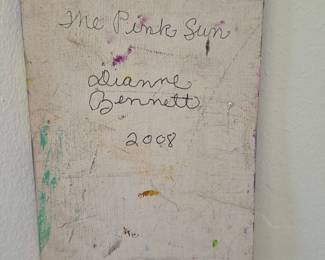 The Pink Sun
Dianne
Bennett
2008